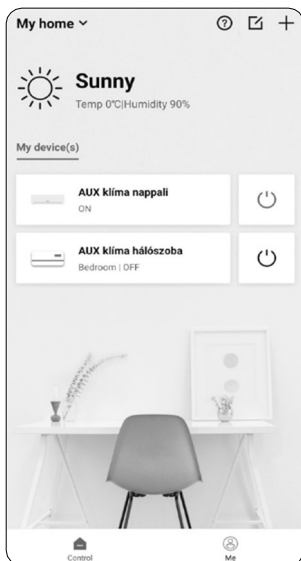 My home
Sunny
Temp 0°C|Humidity 90%
My device(s)
AUX klíma nappali
ON
AUX klíma hálószoba
Bedroom | OFF
Control
Me